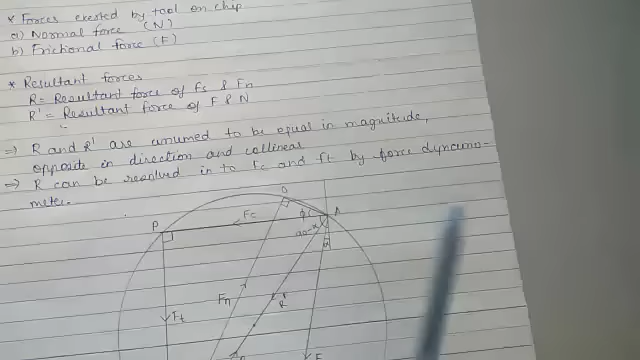 * Forces exerted by tool on chip
a) Normal force (N)
b) Frictional force (F)
* Resultant forces
R = Resultant force of Fs & Fn
R' = Resultant force of F & N
⇒ R and R' are assumed to be equal in magnitude,
opposite in direction and collinear
⇒ R can be resolved in to Fc and Ft by force dynamo-
meter.
P
Fc
A
Ft
Fn
R'
α
F